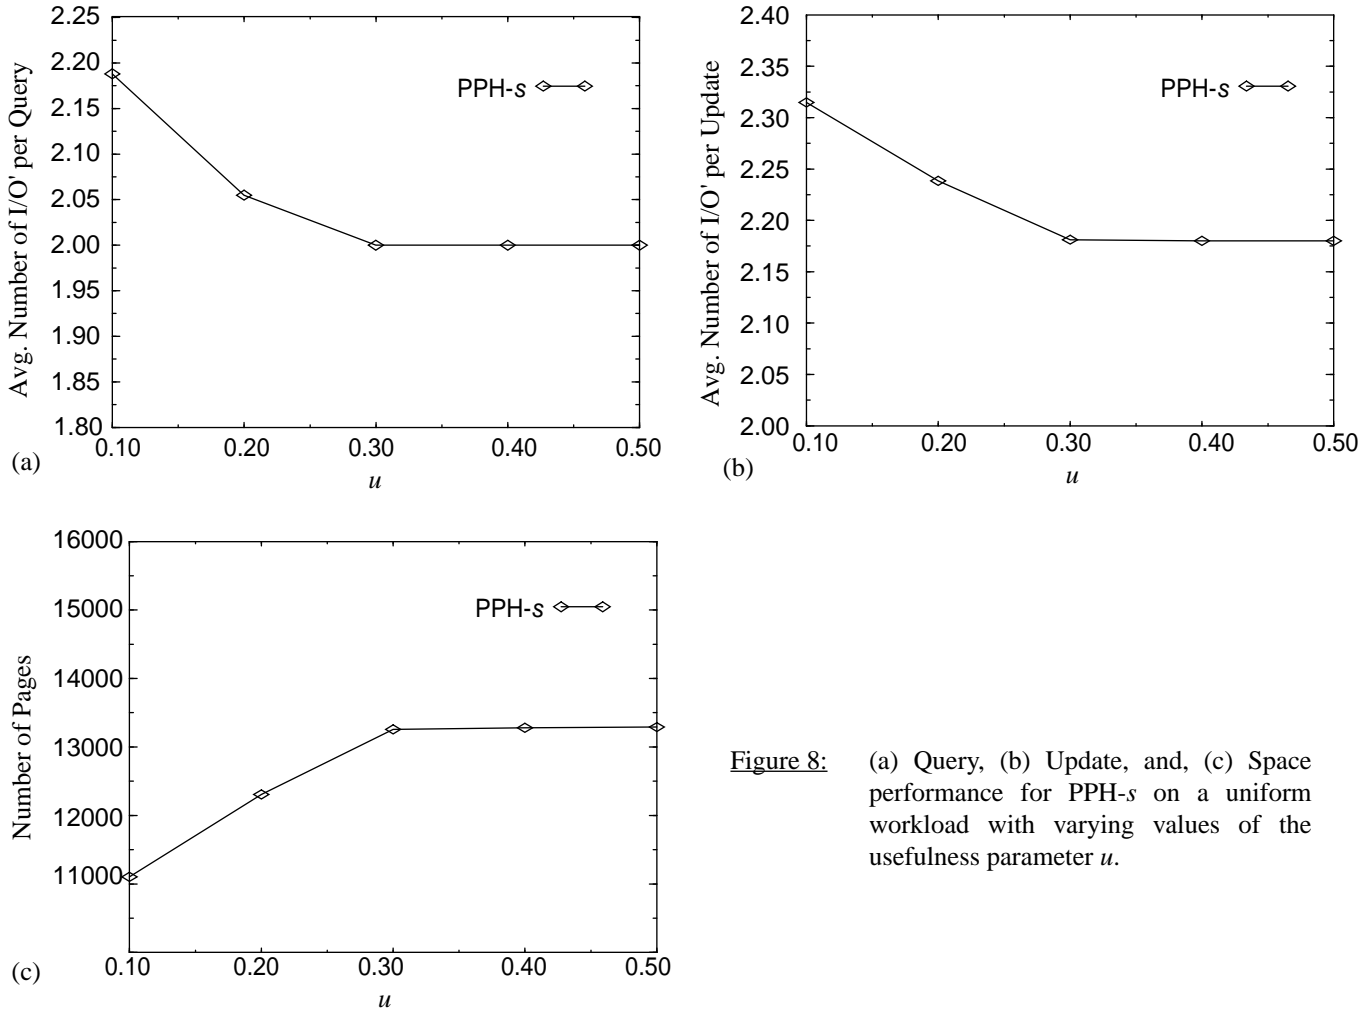 Avg. Number of I/O' per Query
2.25
2.20
2.15
2.10
2.05
2.00
1.95
1.90
1.85
1.80
PPH-s
0.10 0.20 0.30 0.40 0.50
u
(a)
Avg. Number of I/O' per Update
2.40
2.35
2.30
2.25
2.20
2.15
2.10
2.05
2.00
PPH-s
0.10 0.20 0.30 0.40 0.50
u
(b)
Number of Pages
16000
15000
14000
13000
12000
11000
PPH-s
0.10 0.20 0.30 0.40 0.50
u
(c)
Figure 8: (a) Query, (b) Update, and, (c) Space
performance for PPH-s on a uniform
workload with varying values of the
usefulness parameter u.